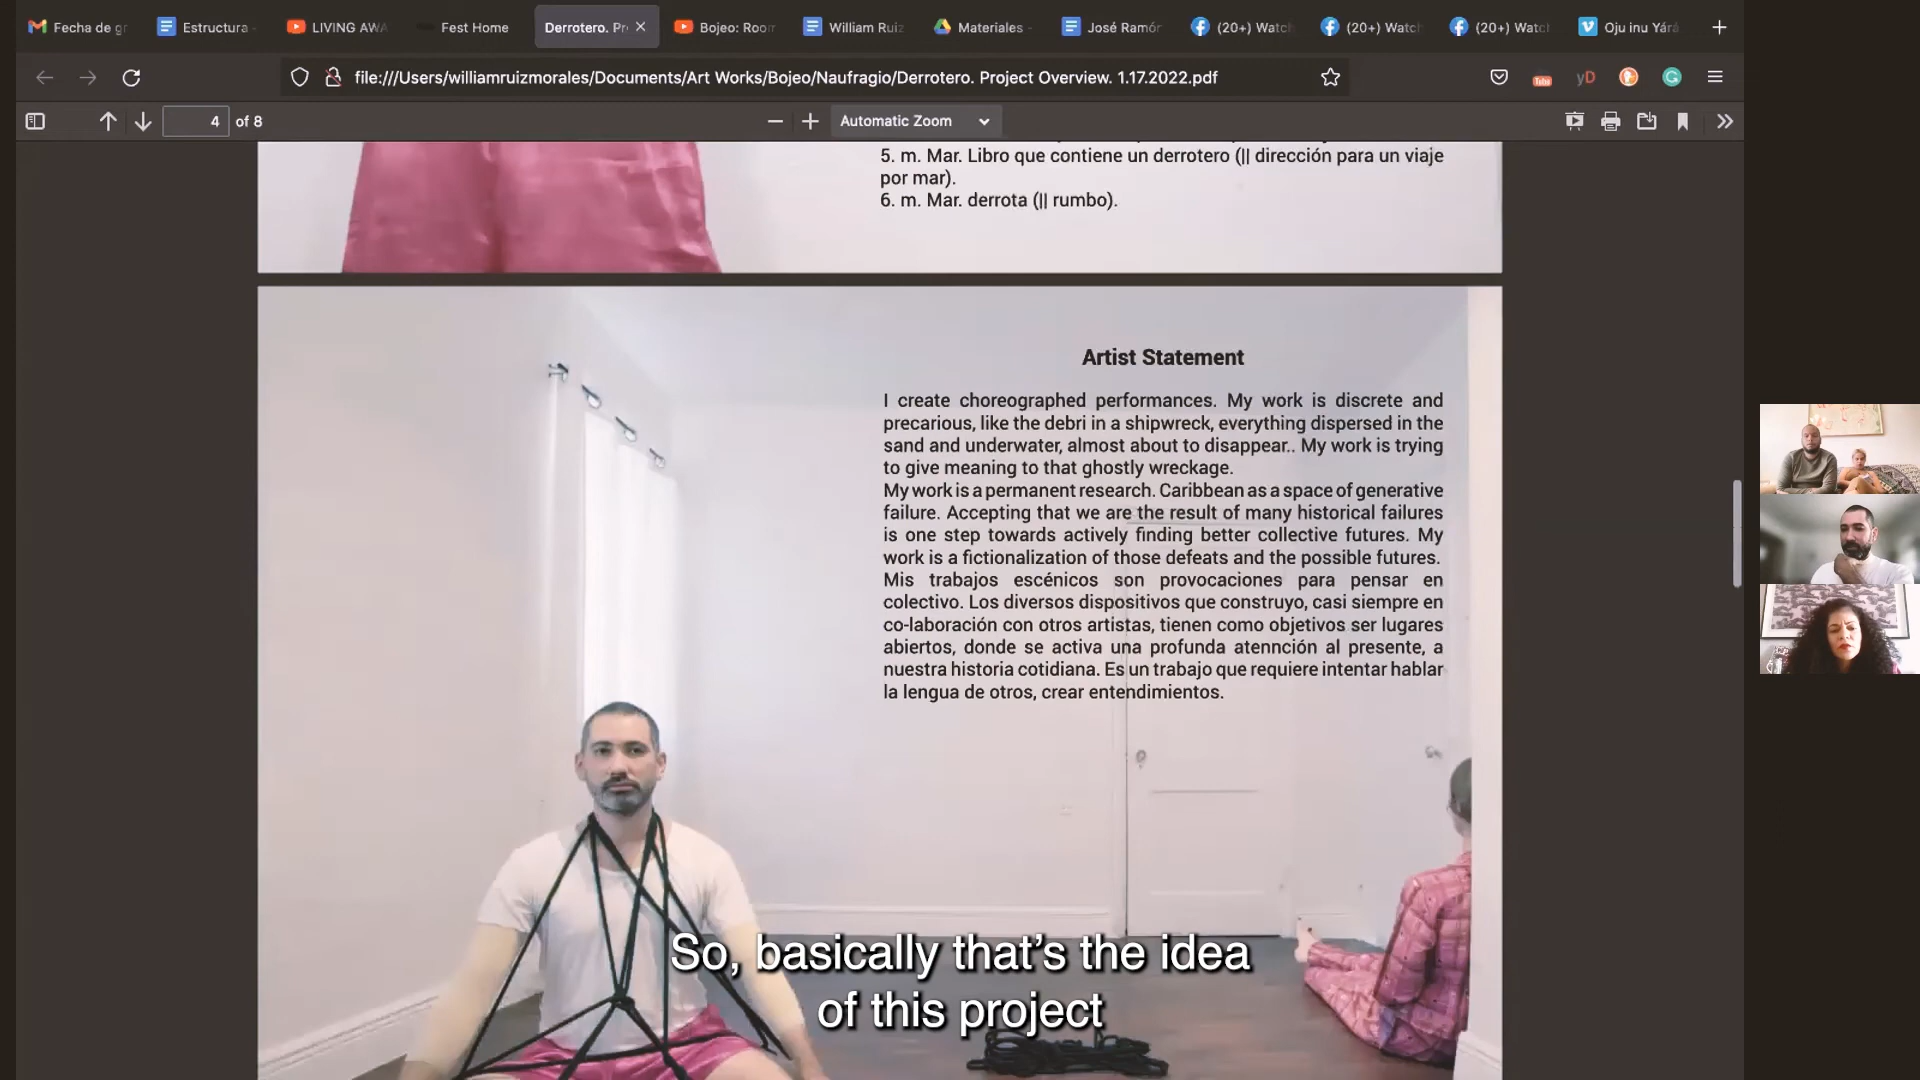 Fecha de gr
Estructura -
LIVING AWA
Fest Home
Derrotero. Pr
Bojeo: Room
William Ruiz
Materiales -
José Ramór
(20+) Watch
(20+) Watch
(20+) Watch
Oju inu Yárá
file:///Users/williamruizmorales/Documents/Art Works/Bojeo/Naufragio/Derrotero. Project Overview. 1.17.2022.pdf
4 of 8
Automatic Zoom
5. m. Mar. Libro que contiene un derrotero (|| dirección para un viaje
por mar).
6. m. Mar. derrota (|| rumbo).
Artist Statement
I create choreographed performances. My work is discrete and
precarious, like the debri in a shipwreck, everything dispersed in the
sand and underwater, almost about to disappear.. My work is trying
to give meaning to that ghostly wreckage.
My work is a permanent research. Caribbean as a space of generative
failure. Accepting that we are the result of many historical failures
is one step towards actively finding better collective futures. My
work is a fictionalization of those defeats and the possible futures.
Mis trabajos escénicos son provocaciones para pensar en
colectivo. Los diversos dispositivos que construyo, casi siempre en
co-laboración con otros artistas, tienen como objetivos ser lugares
abiertos, donde se activa una profunda atennción al presente, a
nuestra historia cotidiana. Es un trabajo que requiere intentar hablar
la lengua de otros, crear entendimientos.
So, basically that's the idea
of this project